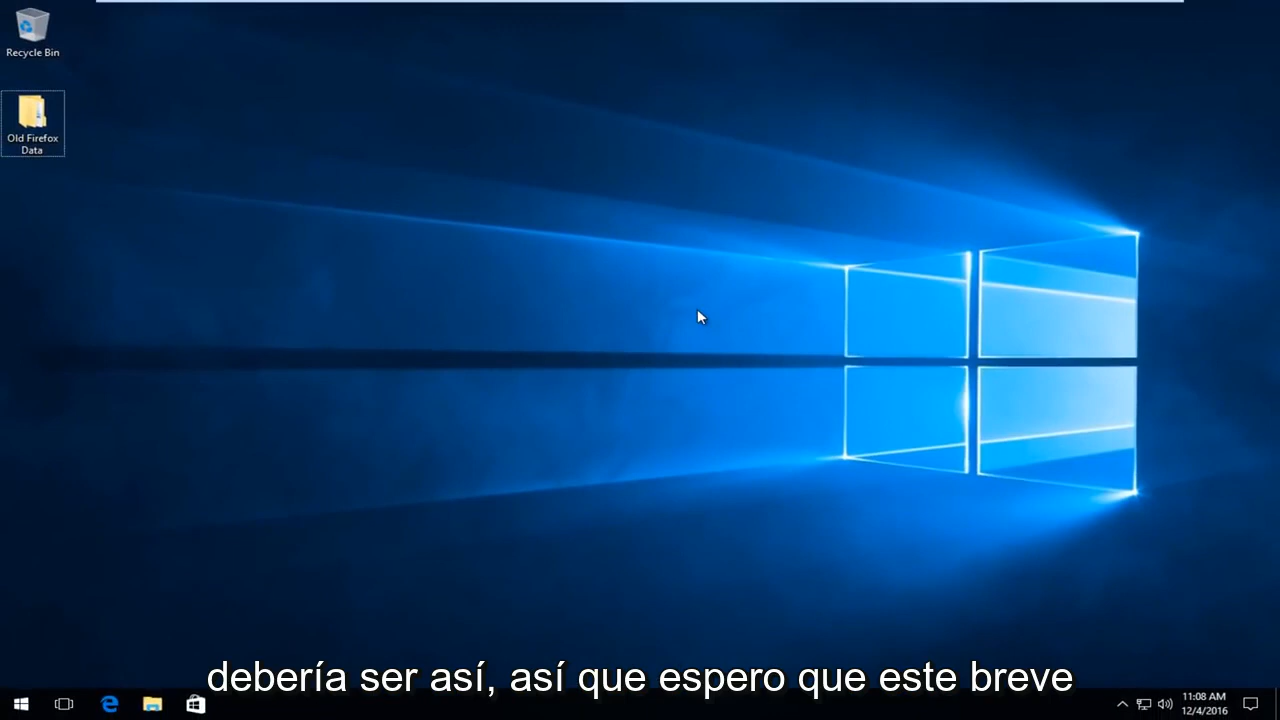 Recycle Bin
Old Firefox
Data
debería ser así, así que espero que este breve
11:08 AM
12/4/2016